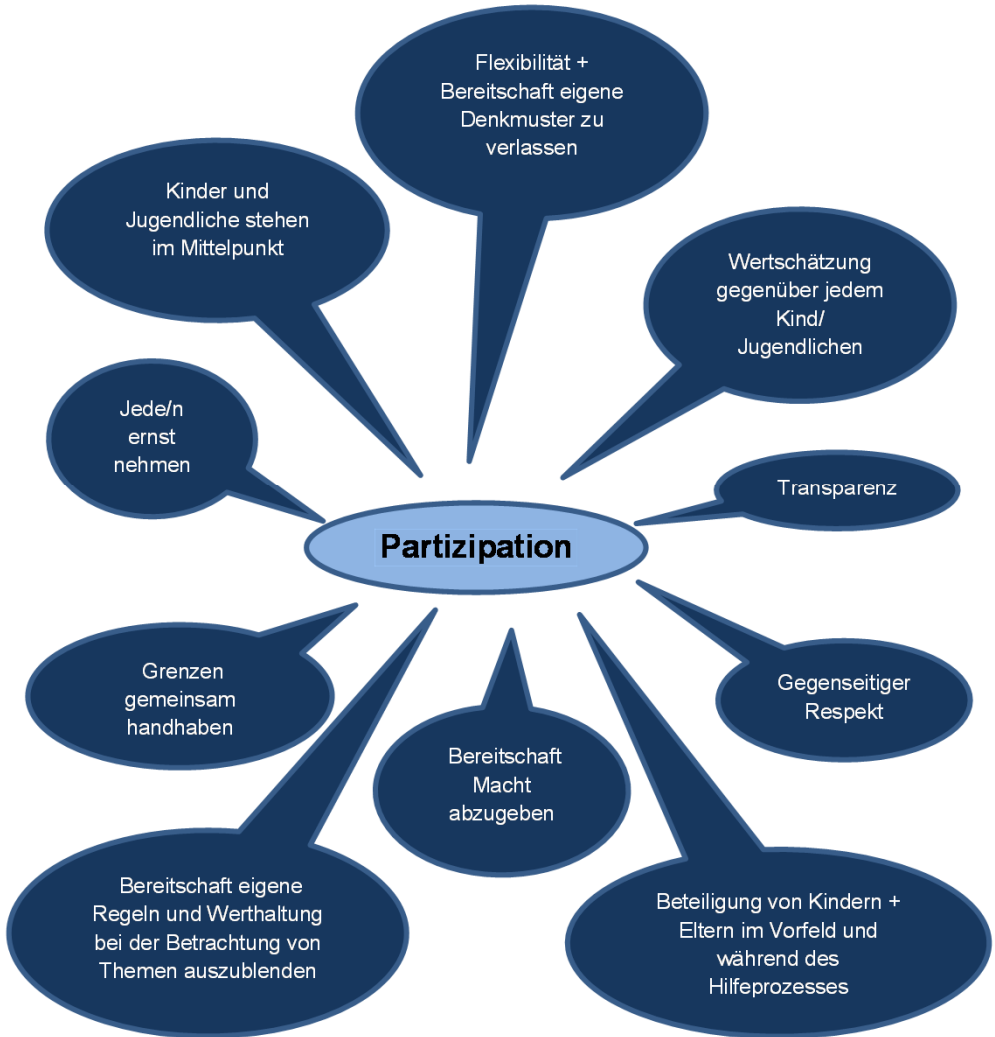 Flexibilität +
Bereitschaft eigene
Denkmuster zu
verlassen
Kinder und
Jugendliche stehen
im Mittelpunkt
Wertschätzung
gegenüber jedem
Kind/
Jugendlichen
Jede/n
ernst
nehmen
Transparenz
Partizipation
Grenzen
gemeinsam
handhaben
Gegenseitiger
Respekt
Bereitschaft
Macht
abzugeben
Bereitschaft eigene
Regeln und Werthaltung
bei der Betrachtung von
Themen auszublenden
Beteiligung von Kindern +
Eltern im Vorfeld und
während des
Hilfeprozesses